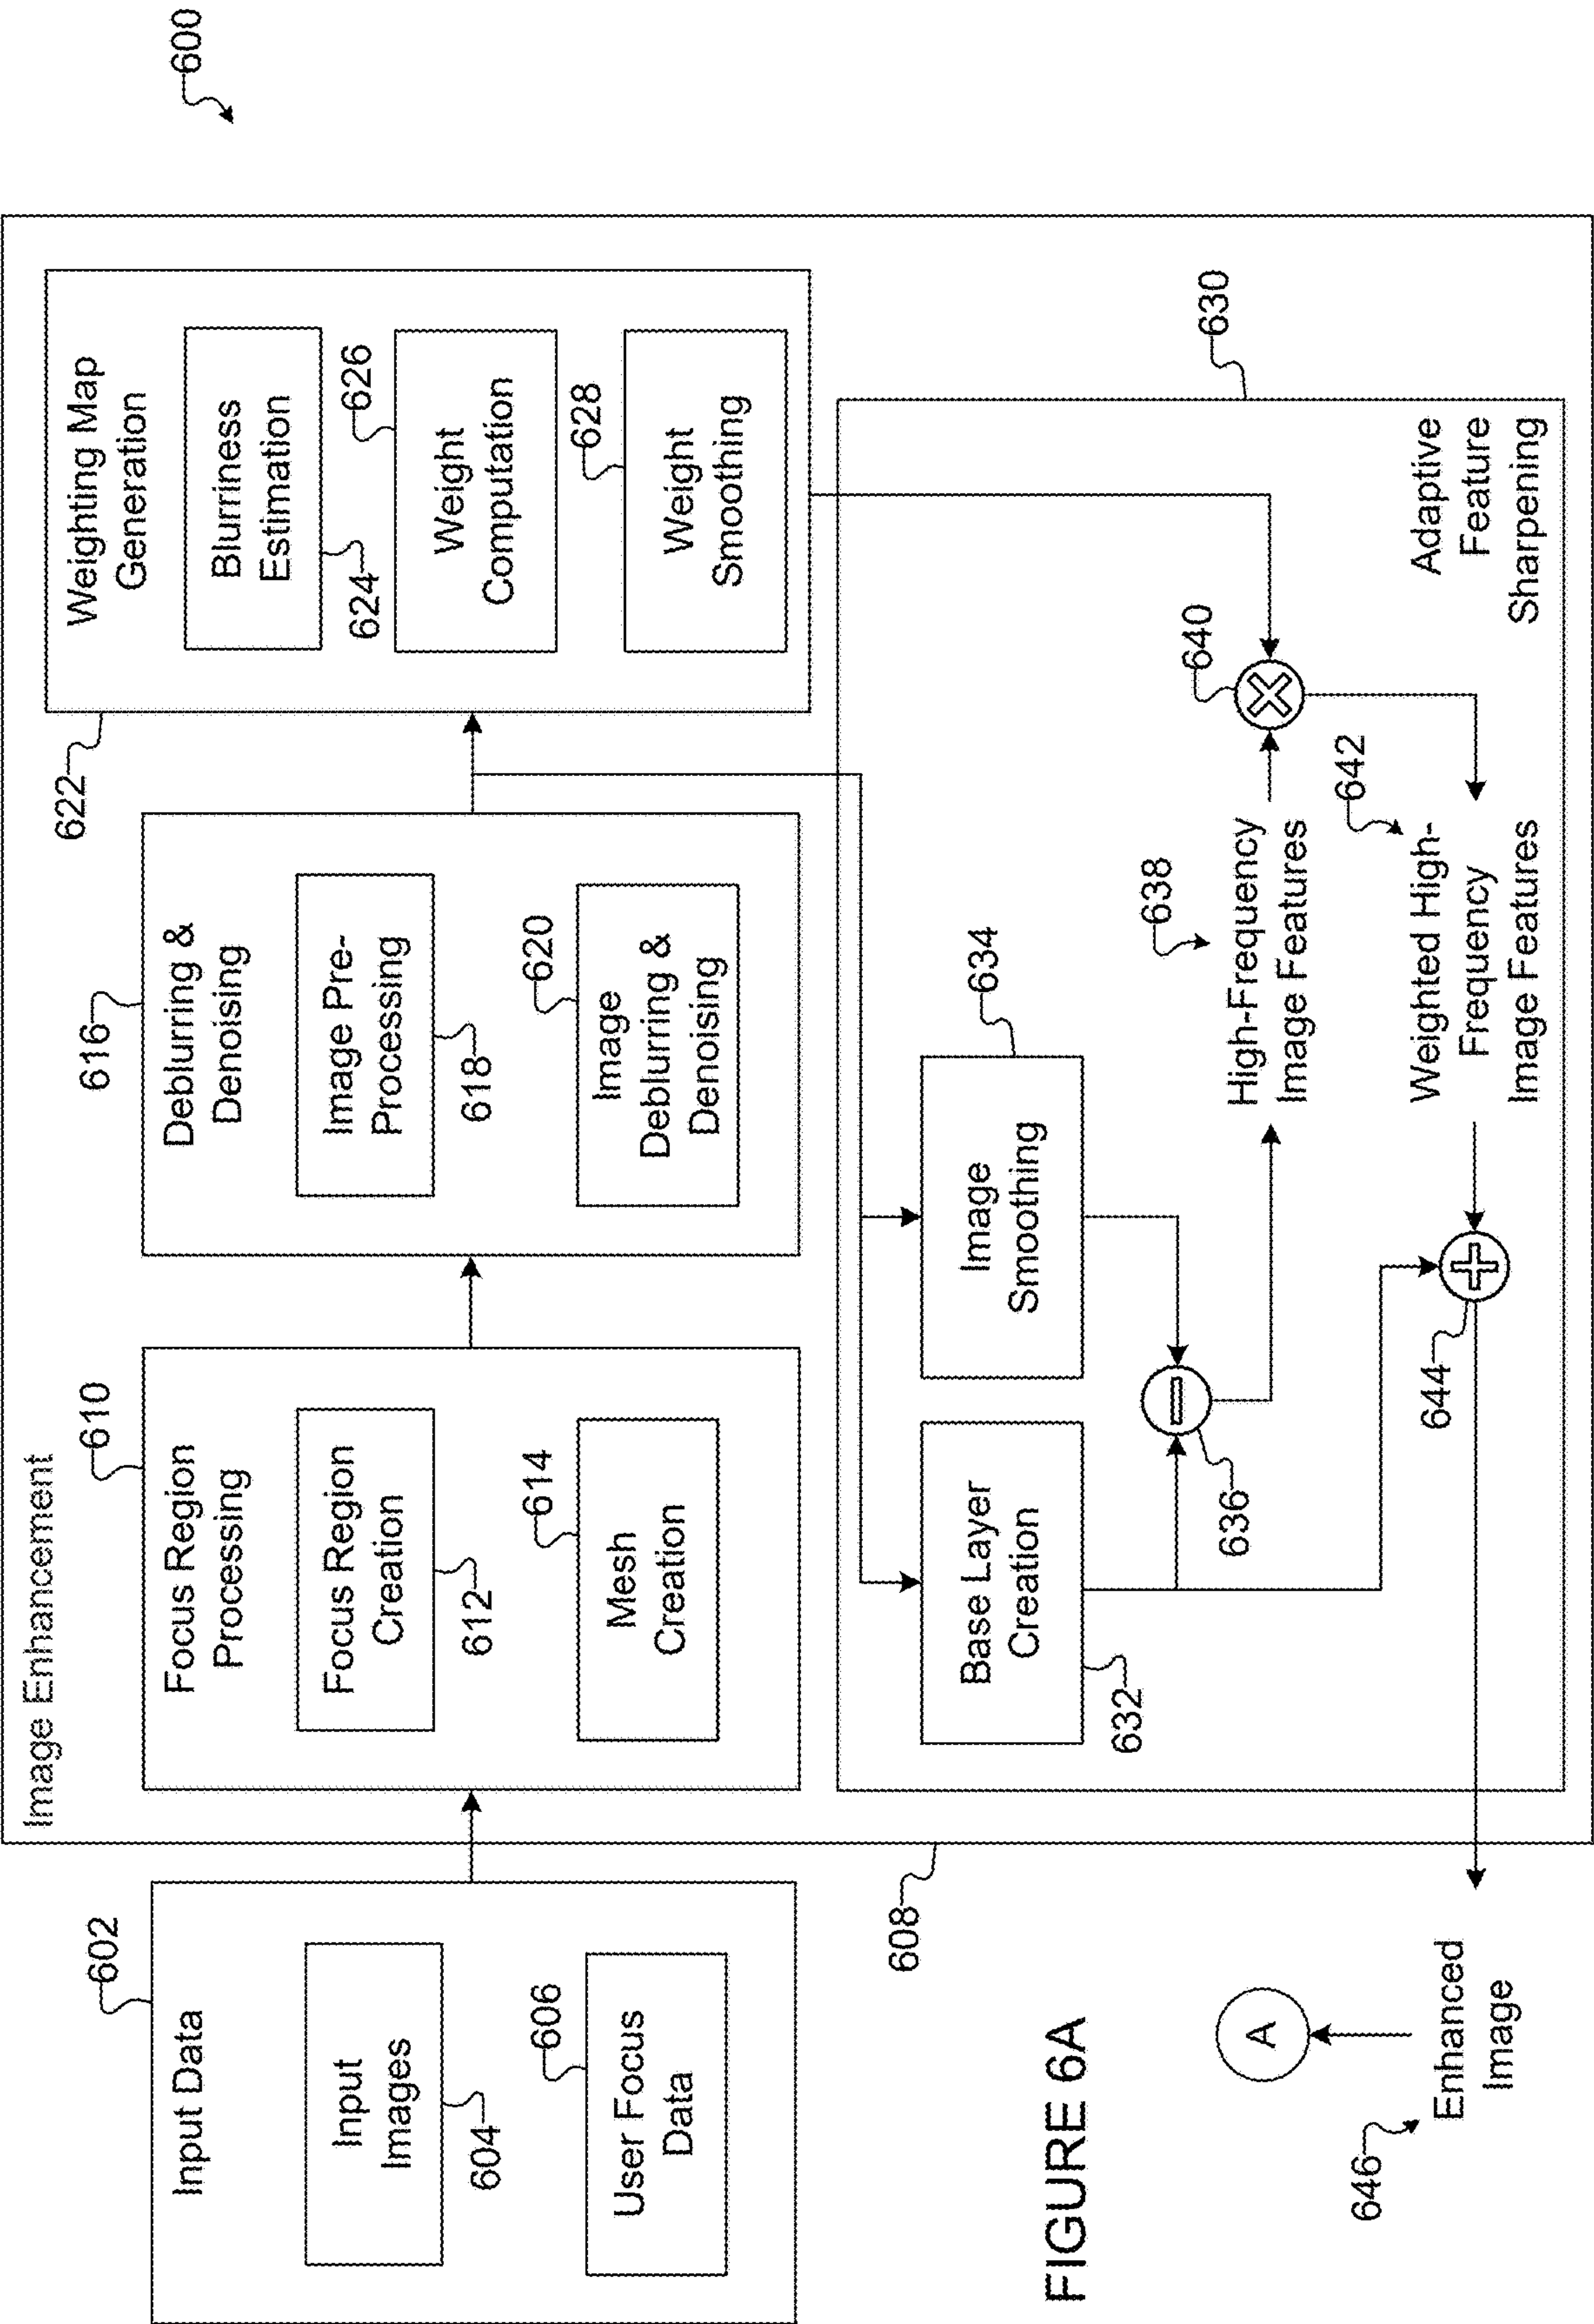 600
Image Enhancement
602
Input Data
Input
Images
604
606
User Focus
Data
608
610
Focus Region
Processing
Focus Region
Creation
612
614
Mesh
Creation
616
Deblurring &
Denoising
Image Pre-
Processing
618
620
Image
Deblurring &
Denoising
622
Weighting Map
Generation
Blurriness
Estimation
624
626
Weight
Computation
628
Weight
Smoothing
630
Adaptive
Feature
Sharpening
Base Layer
Creation
632
634
Image
Smoothing
636
638
High-Frequency
Image Features
640
642
Weighted High-
Frequency
Image Features
644
646
Enhanced
Image
A
FIGURE 6A